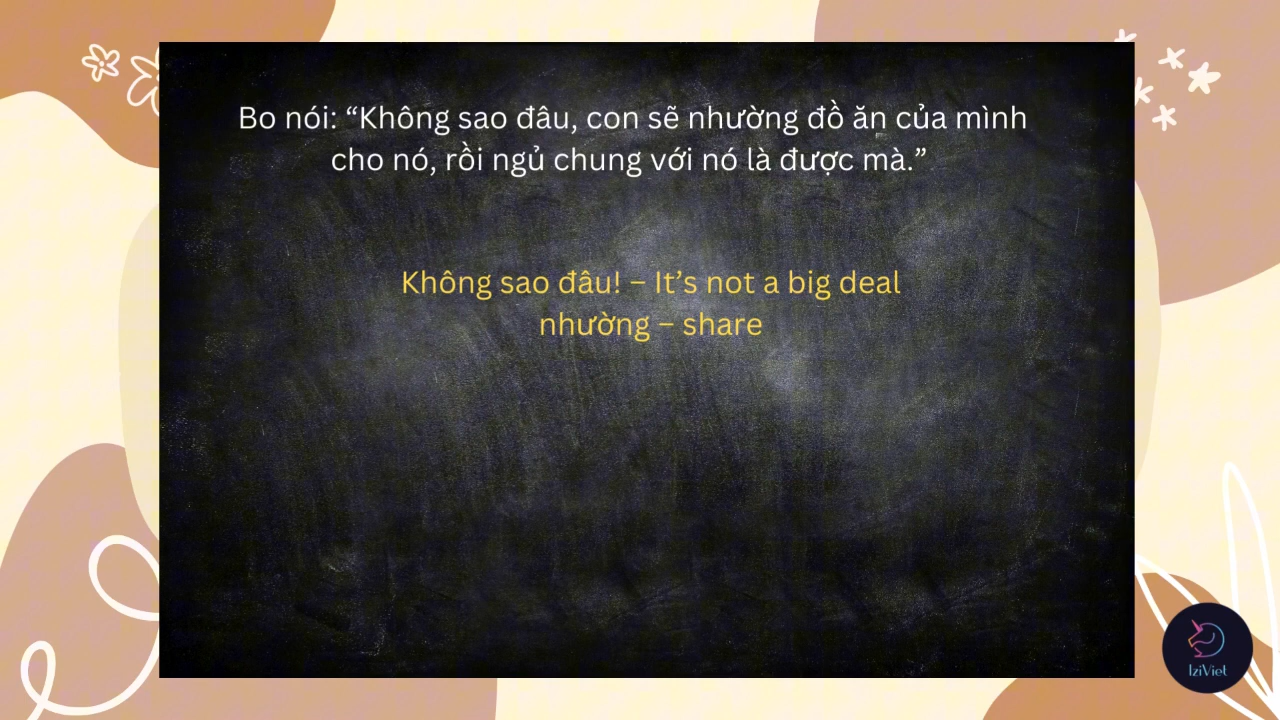 Bo nói: “Không sao đâu, con sẽ nhường đồ ăn của mình
cho nó, rồi ngủ chung với nó là được mà.”
Không sao đâu! – It’s not a big deal
nhường – share
IziViet